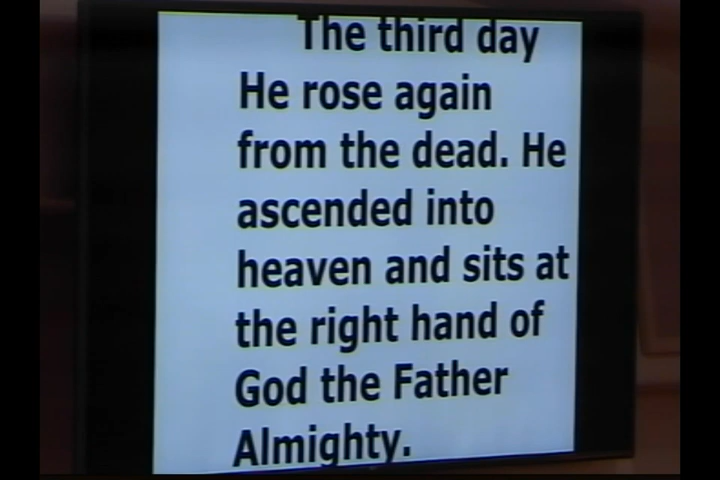 The third day
He rose again
from the dead. He
ascended into
heaven and sits at
the right hand of
God the Father
Almighty.